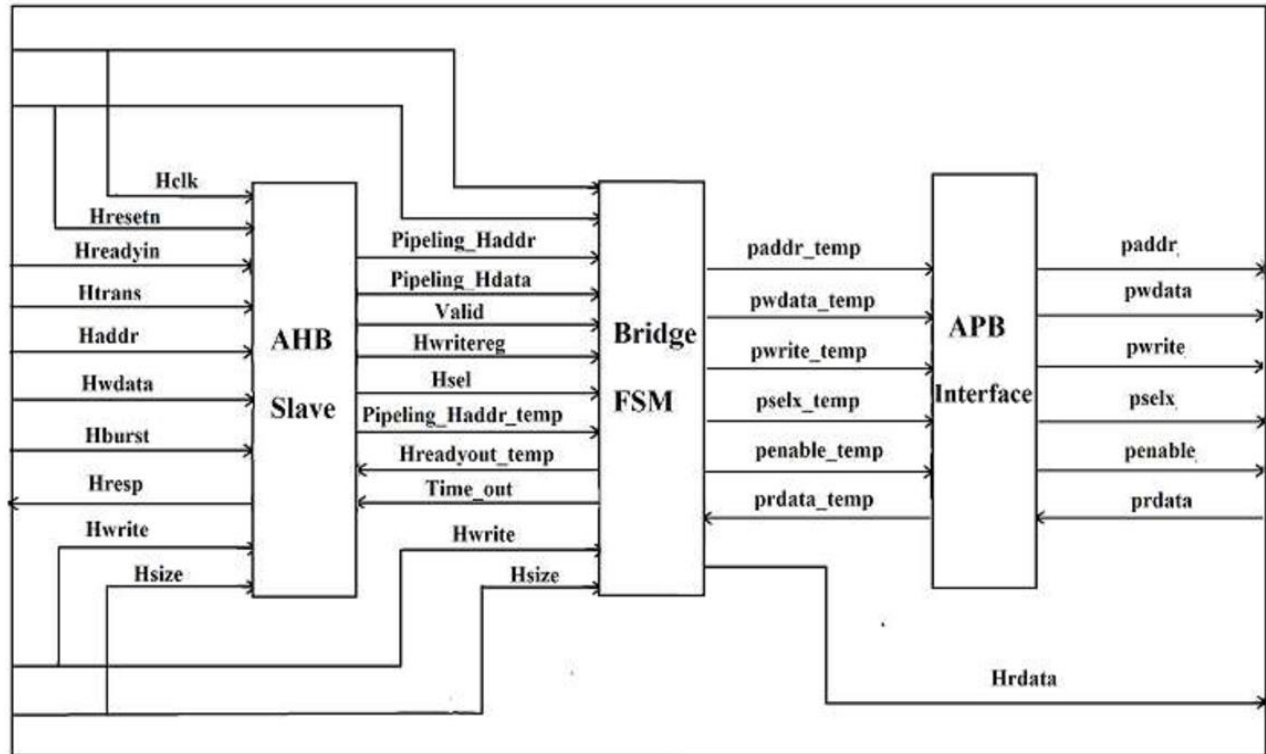 Hclk
Hresetn
Hreadyin
Htrans
Haddr
Hwdata
Hburst
Hresp
Hwrite
Hsize
AHB
Slave
Pipeling_Haddr
Pipeling_Hdata
Valid
Hwritereg
Hsel
Pipeling_Haddr_temp
Hreadyout_temp
Time_out
Hwrite
Hsize
Bridge
FSM
paddr_temp
pwdata_temp
pwrite_temp
pselx_temp
penable_temp
prdata_temp
APB
Interface
paddr
pwdata
pwrite
pselx
penable
prdata
Hrdata